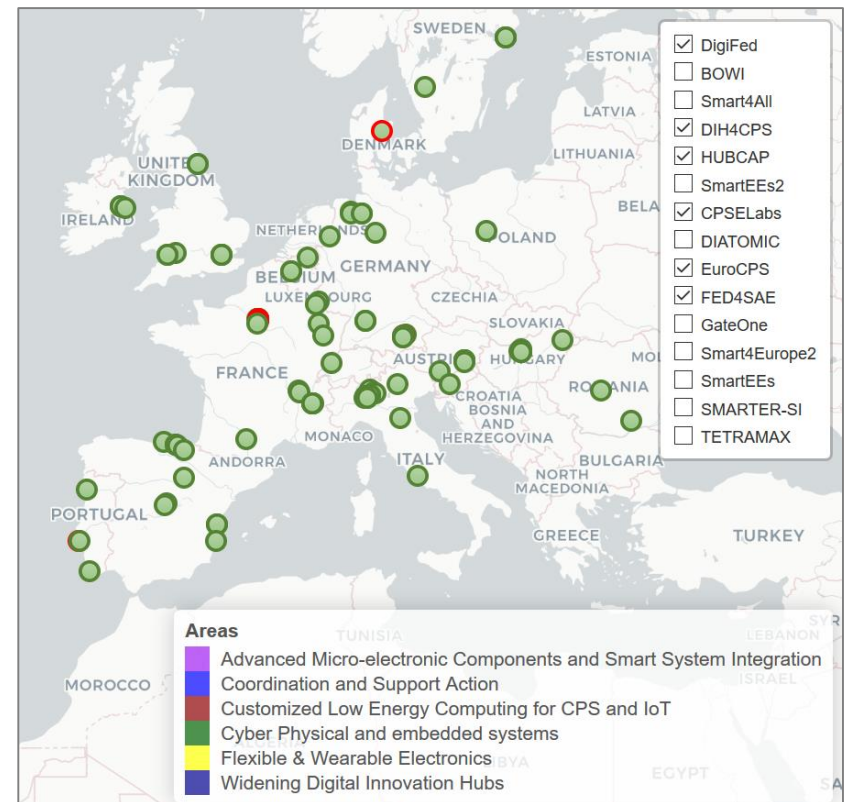 SWEDEN
ESTONIA
LATVIA
DENMARK
LITHUANIA
UNITED
KINGDOM
IRELAND
BELA
NETHERLANDS
POLAND
GERMANY
BELGIUM
LUXEMBOURG
CZECHIA
SLOVAKIA
AUSTRIA
HUNGARY
MOL
FRANCE
ROMANIA
CROATIA
BOSNIA
AND
HERZEGOVINA
MONACO
ANDORRA
ITALY
BULGARIA
NORTH
MACEDONIA
PORTUGAL
GREECE
TURKEY
DigiFed
BOWI
Smart4All
DIH4CPS
HUBCAP
SmartEEs2
CPSELabs
DIATOMIC
EuroCPS
FED4SAE
GateOne
Smart4Europe2
SmartEEs
SMARTER-SI
TETRAMAX
SYR
TUNISIA
LEBANON
ISRAEL
MOROCCO
ALGERIA
IBYA
EGYPT
SA
Areas
Advanced Micro-electronic Components and Smart System Integration
Coordination and Support Action
Customized Low Energy Computing for CPS and IoT
Cyber Physical and embedded systems
Flexible & Wearable Electronics
Widening Digital Innovation Hubs